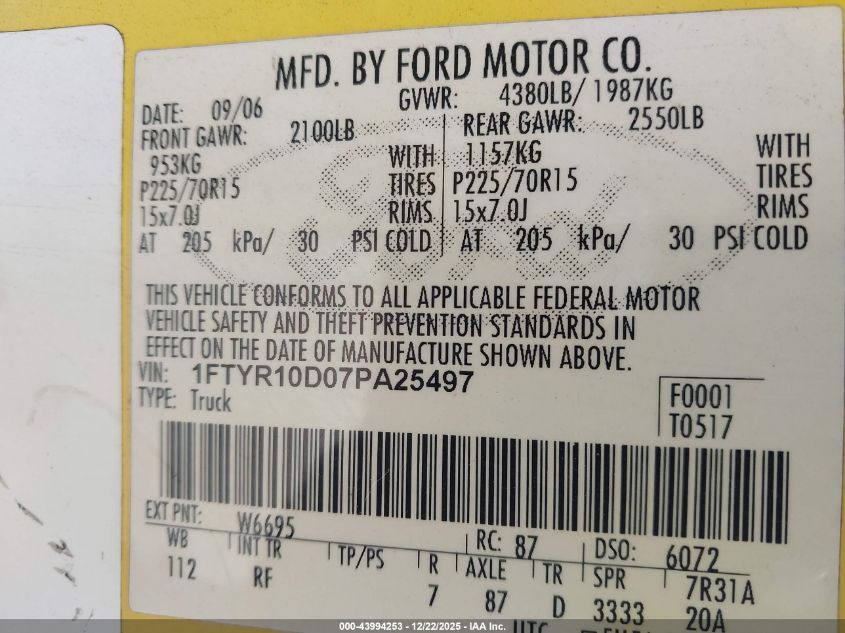 MFD. BY FORD MOTOR CO.
DATE: 09/06 GVWR: 4380LB/ 1987KG
FRONT GAWR: 2100LB REAR GAWR: 2550LB
953KG WITH 1157KG WITH
P225/70R15 TIRES P225/70R15 TIRES
15x7.0J RIMS 15x7.0J RIMS
AT 205 kPa/ 30 PSI COLD AT 205 kPa/ 30 PSI COLD
Ford
THIS VEHICLE CONFORMS TO ALL APPLICABLE FEDERAL MOTOR
VEHICLE SAFETY AND THEFT PREVENTION STANDARDS IN
EFFECT ON THE DATE OF MANUFACTURE SHOWN ABOVE.
VIN: 1FTYR10D07PA25497
TYPE: Truck F0001
T0517
EXT PNT: W6695 RC: 87 DSO: 6072
WB INT TR TP/PS R AXLE TR SPR 7R31A
112 RF 7 87 D 3333 20A
UTC
000-43994253 - 12/22/2025 - IAA Inc.